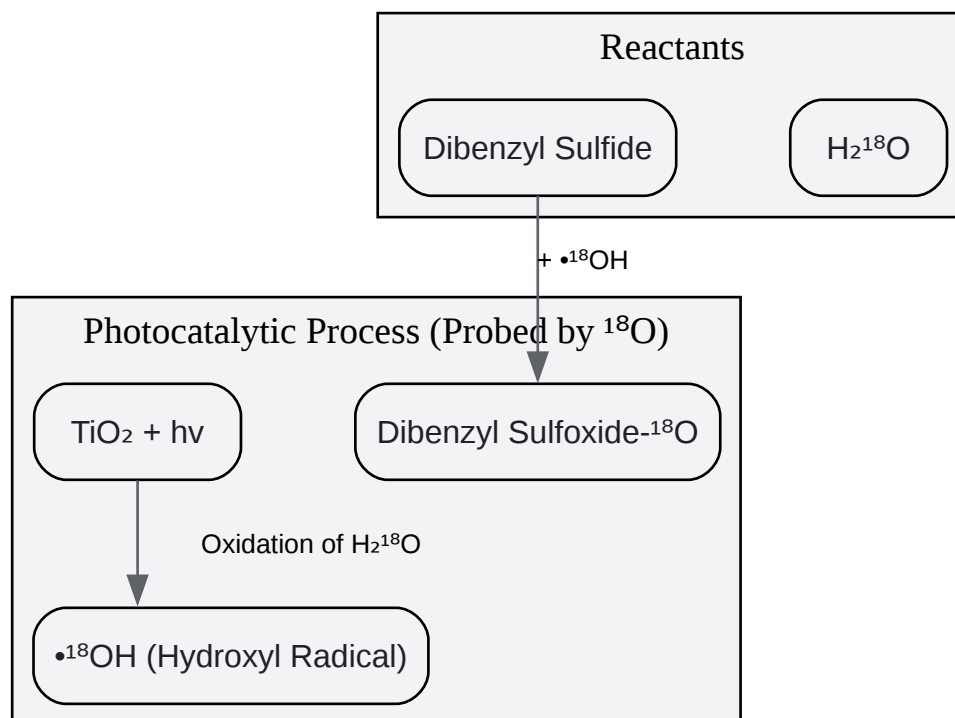 Reactants
Dibenzyl Sulfide
H₂¹⁸O
+ •¹⁸OH
Photocatalytic Process (Probed by ¹⁸O)
TiO₂ + hv
Dibenzyl Sulfoxide-¹⁸O
Oxidation of H₂¹⁸O
•¹⁸OH (Hydroxyl Radical)